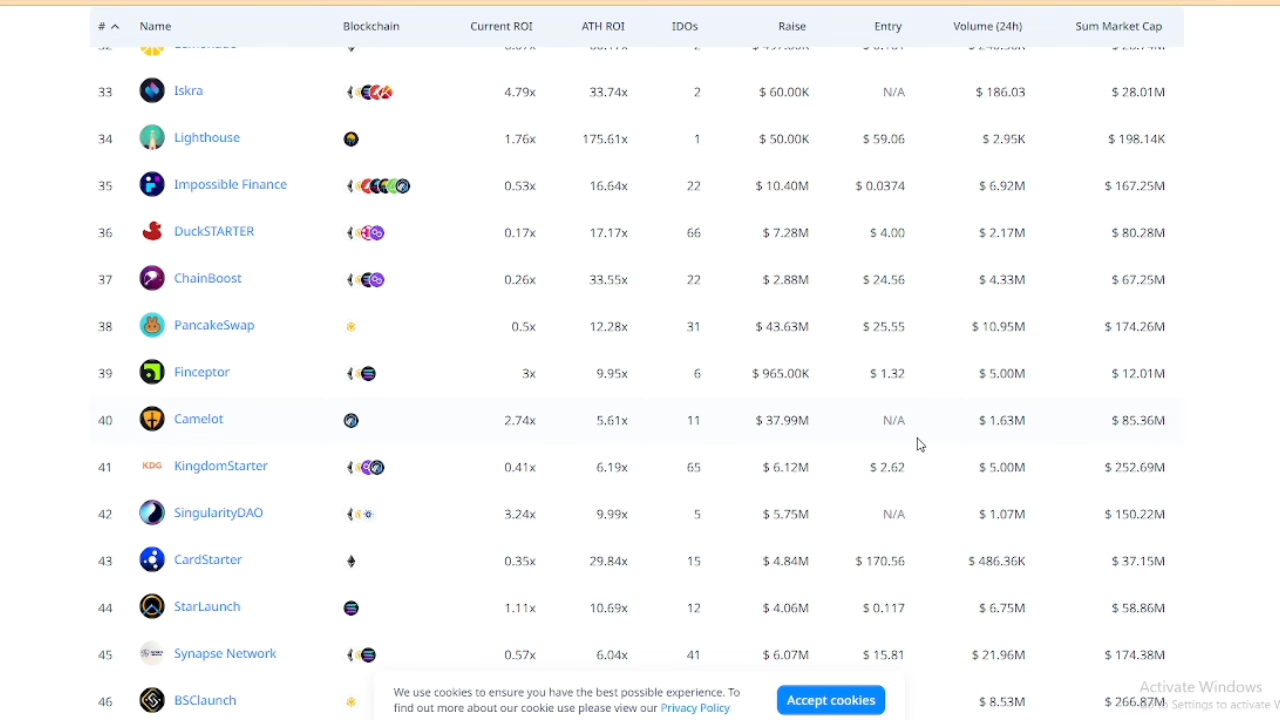 # Name Blockchain Current ROI ATH ROI IDOs Raise Entry Volume (24h) Sum Market Cap
33 Iskra 4.79x 33.74x 2 $ 60.00K N/A $ 186.03 $ 28.01M
34 Lighthouse 1.76x 175.61x 1 $ 50.00K $ 59.06 $ 2.95K $ 198.14K
35 Impossible Finance 0.53x 16.64x 22 $ 10.40M $ 0.0374 $ 6.92M $ 167.25M
36 DuckSTARTER 0.17x 17.17x 66 $ 7.28M $ 4.00 $ 2.17M $ 80.28M
37 ChainBoost 0.26x 33.55x 22 $ 2.88M $ 24.56 $ 4.33M $ 67.25M
38 PancakeSwap 0.5x 12.28x 31 $ 43.63M $ 25.55 $ 10.95M $ 174.26M
39 Finceptor 3x 9.95x 6 $ 965.00K $ 1.32 $ 5.00M $ 12.01M
40 Camelot 2.74x 5.61x 11 $ 37.99M N/A $ 1.63M $ 85.36M
41 KDG KingdomStarter 0.41x 6.19x 65 $ 6.12M $ 2.62 $ 5.00M $ 252.69M
42 SingularityDAO 3.24x 9.99x 5 $ 5.75M N/A $ 1.07M $ 150.22M
43 CardStarter 0.35x 29.84x 15 $ 4.84M $ 170.56 $ 486.36K $ 37.15M
44 StarLaunch 1.11x 10.69x 12 $ 4.06M $ 0.117 $ 6.75M $ 58.86M
45 Synapse Network 0.57x 6.04x 41 $ 6.07M $ 15.81 $ 21.96M $ 174.38M
46 BSClaunch $ 8.53M $ 266.87M
We use cookies to ensure you have the best possible experience. To
find out more about our cookie use please view our Privacy Policy
Accept cookies
Activate Windows
Settings to activate